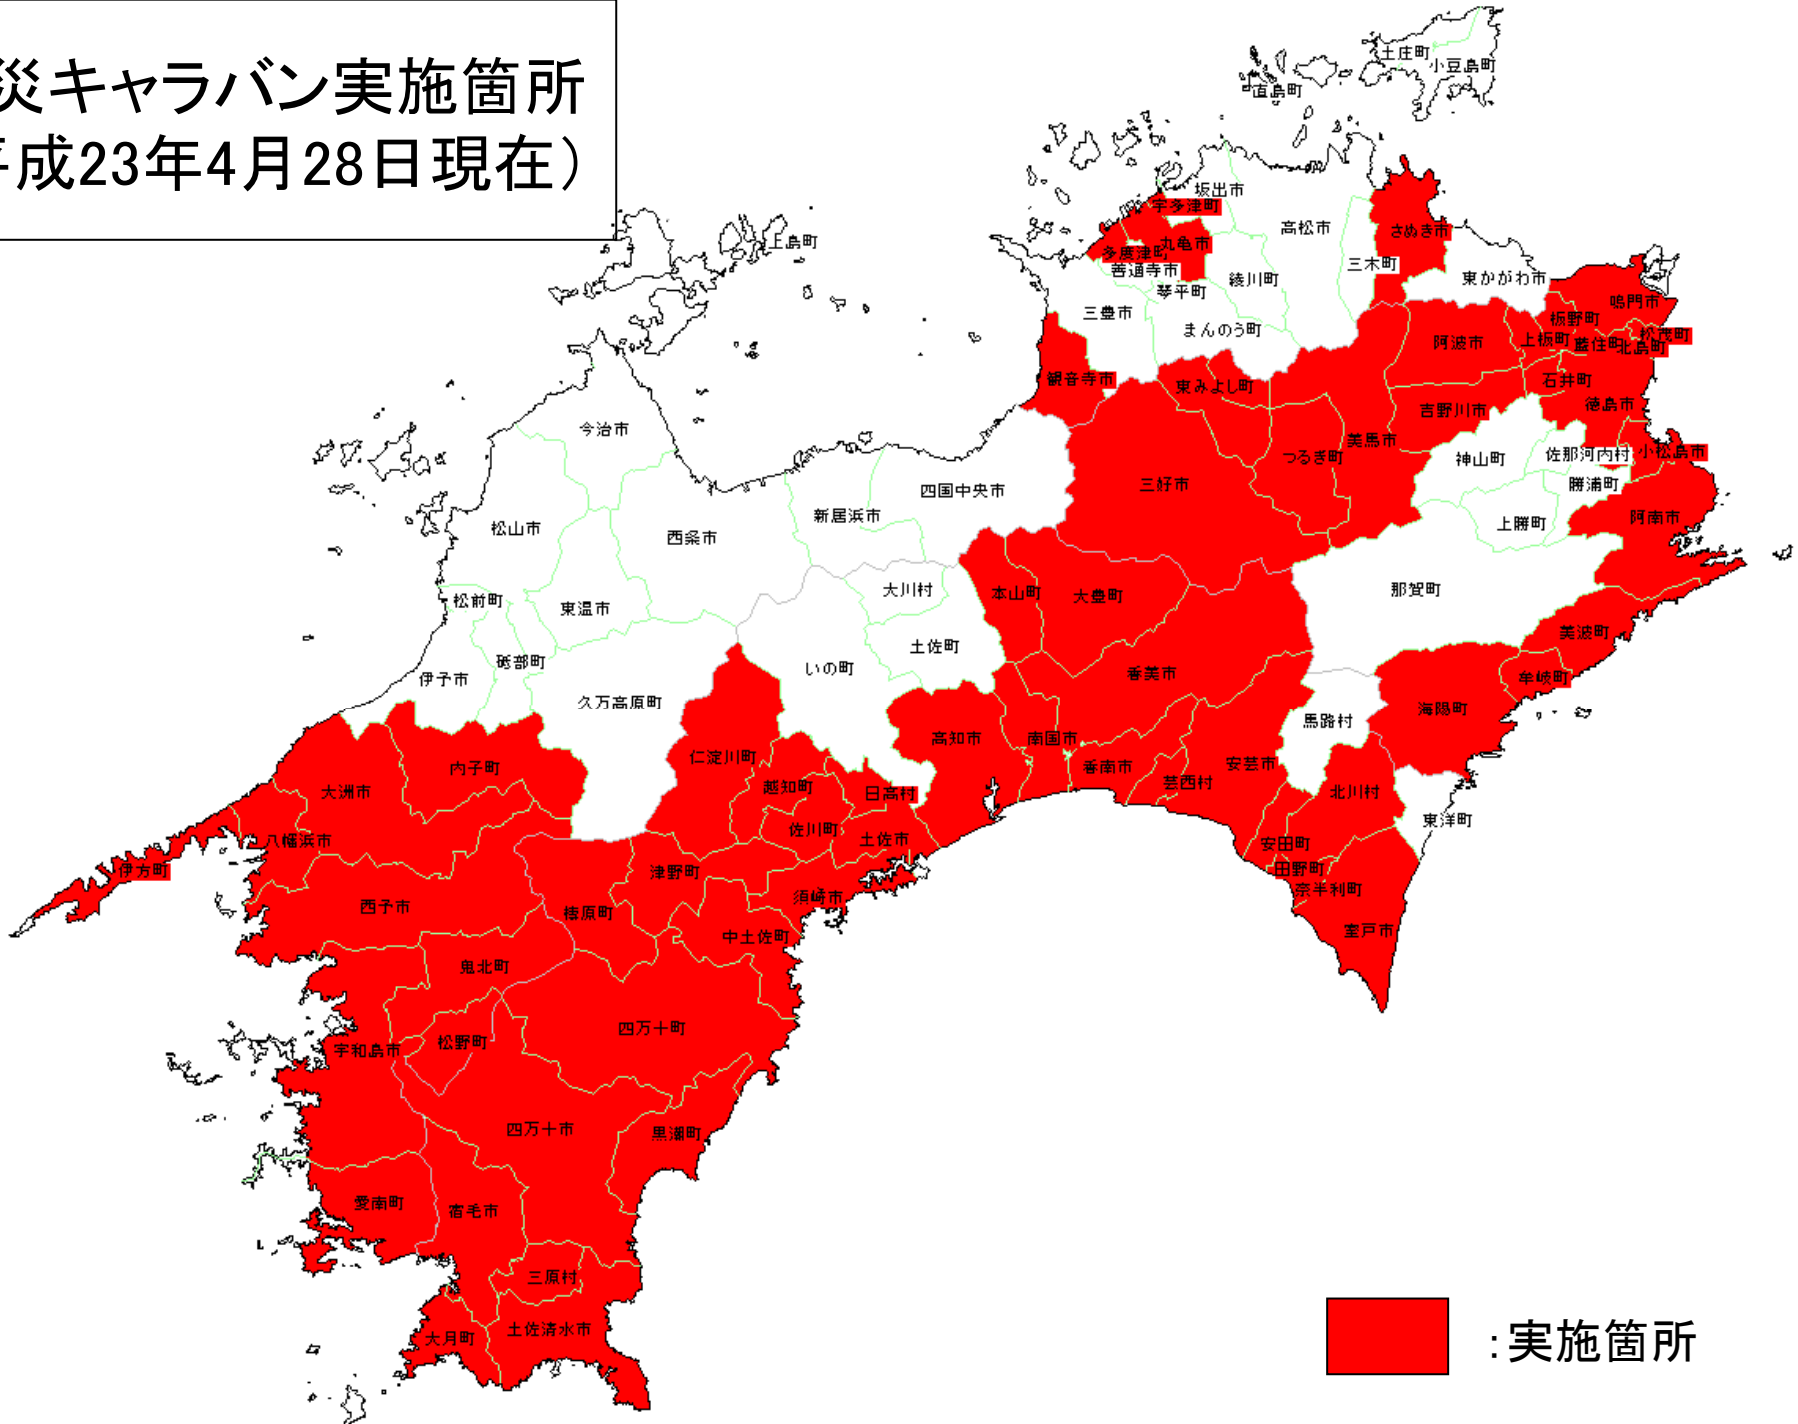 災キャラバン実施箇所
平成23年4月28日現在）
土庄町
小豆島町
直島町
坂出市
宇多津町
高松市
さぬき市
上島町
丸亀市
多度津町
善通寺市
三木町
綾川町
東かがわ市
琴平町
三豊市
まんのう町
鳴門市
板野町
松茂町
阿波市
上板町
藍住町
北島町
観音寺市
東みよし町
石井町
吉野川市
徳島市
今治市
美馬市
つるぎ町
神山町
佐那河内村
小松島市
三好市
勝浦町
四国中央市
新居浜市
阿南市
上勝町
松山市
西条市
大川村
本山町
大豊町
那賀町
松前町
東温市
美波町
土佐町
砥部町
いの町
伊予市
香美市
牟岐町
久万高原町
海陽町
馬路村
高知市
南国市
仁淀川町
内子町
香南市
安芸市
越知町
芸西村
大洲市
日高村
北川村
東洋町
佐川町
土佐市
八幡浜市
安田町
伊方町
津野町
田野町
奈半利町
須崎市
西予市
梼原町
室戸市
中土佐町
鬼北町
四万十町
松野町
宇和島市
四万十市
黒潮町
愛南町
宿毛市
三原村
土佐清水市
大月町
：実施箇所